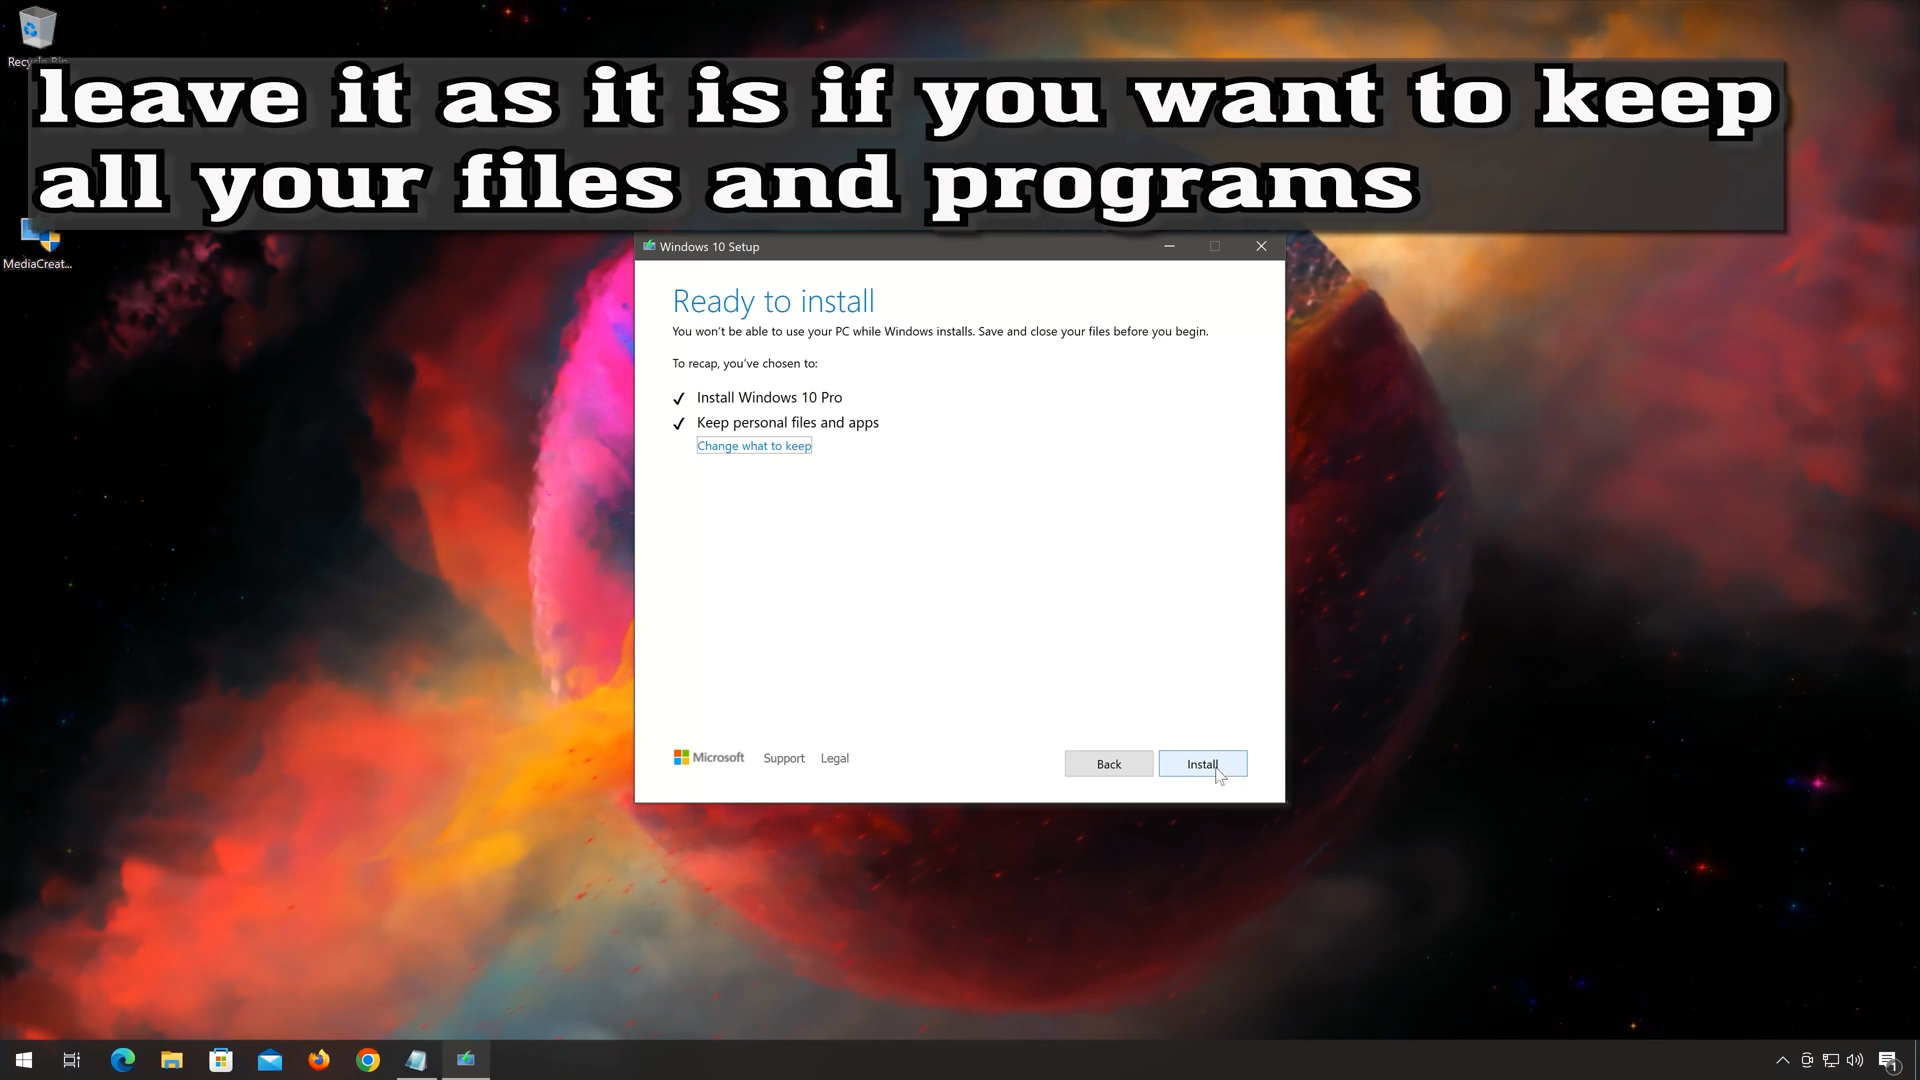 Recycle Bin
leave it as it is if you want to keep
all your files and programs
MediaCreat...
Windows 10 Setup
Ready to install
You won't be able to use your PC while Windows installs. Save and close your files before you begin.
To recap, you've chosen to:
Install Windows 10 Pro
Keep personal files and apps
Change what to keep
Microsoft Support Legal
Back Install
1